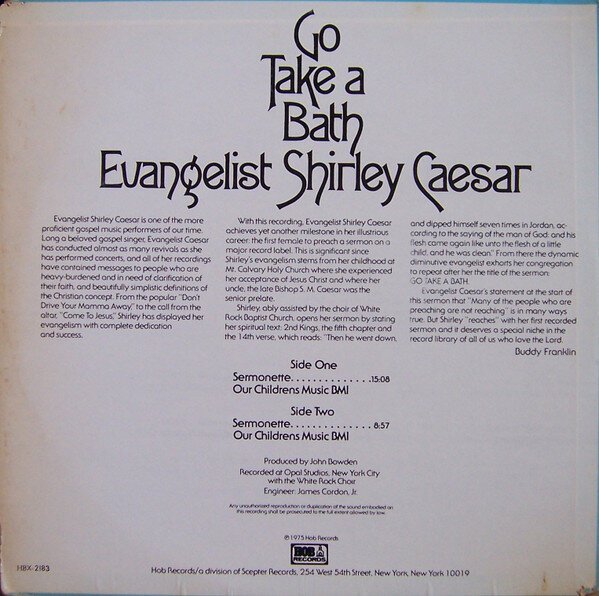 Go
Take a
Bath
Evangelist Shirley Caesar
Evangelist Shirley Caesar is one of the more
proficient gospel music performers of our time.
Long a beloved gospel singer, Evangelist Caesar
has conducted almost as many revivals as she
has performed concerts, and all of her recordings
have contained messages to people who are
heavy-burdened and in need of clarification of
their faith, and beautifully simplistic definitions of
the Christian concept. From the popular "Don't
Drive Your Momma Away," to the call from the
altar, "Come To Jesus," Shirley has displayed her
evangelism with complete dedication
and success.
With this recording, Evangelist Shirley Caesar
achieves yet another milestone in her illustrious
career: the first female to preach a sermon on a
major record label. This is significant since
Shirley's evangelism stems from her childhood at
Mt. Calvary Holy Church where she experienced
her acceptance of Jesus Christ and where her
uncle, the late Bishop S. M. Caesar was the
senior prelate.
Shirley, ably assisted by the choir of White
Rock Baptist Church, opens her sermon by stating
her spiritual text: 2nd Kings, the fifth chapter and
the 14th verse, which reads: "Then he went down,
and dipped himself seven times in Jordan, ac-
cording to the saying of the man of God: and his
flesh came again like unto the flesh of a little
child, and he was clean." From there the dynamic
diminutive evangelist exhorts her congregation
to repeat after her the title of the sermon:
GO TAKE A BATH.
Evangelist Caesar's statement at the start of
this sermon that "Many of the people who are
preaching are not reaching" is in many ways
true. But Shirley "reaches" with her first recorded
sermon and it deserves a special niche in the
record library of all of us who love the Lord.
Buddy Franklin
Side One
Sermonette. . . . . . . . . . . . . .15:08
Our Childrens Music BMI
Side Two
Sermonette. . . . . . . . . . . . . . 8:57
Our Childrens Music BMI
Produced by John Bowden
Recorded at Opal Studios, New York City
with the White Rock Choir
Engineer: James Cordon, Jr.
Any unauthorized reproduction or duplication of the sound embodied on
this recording shall be prosecuted to the full extent allowed by law.
℗ 1975 Hob Records
HOB
RECORDS
HBX-2183
Hob Records/a division of Scepter Records, 254 West 54th Street, New York, New York 10019